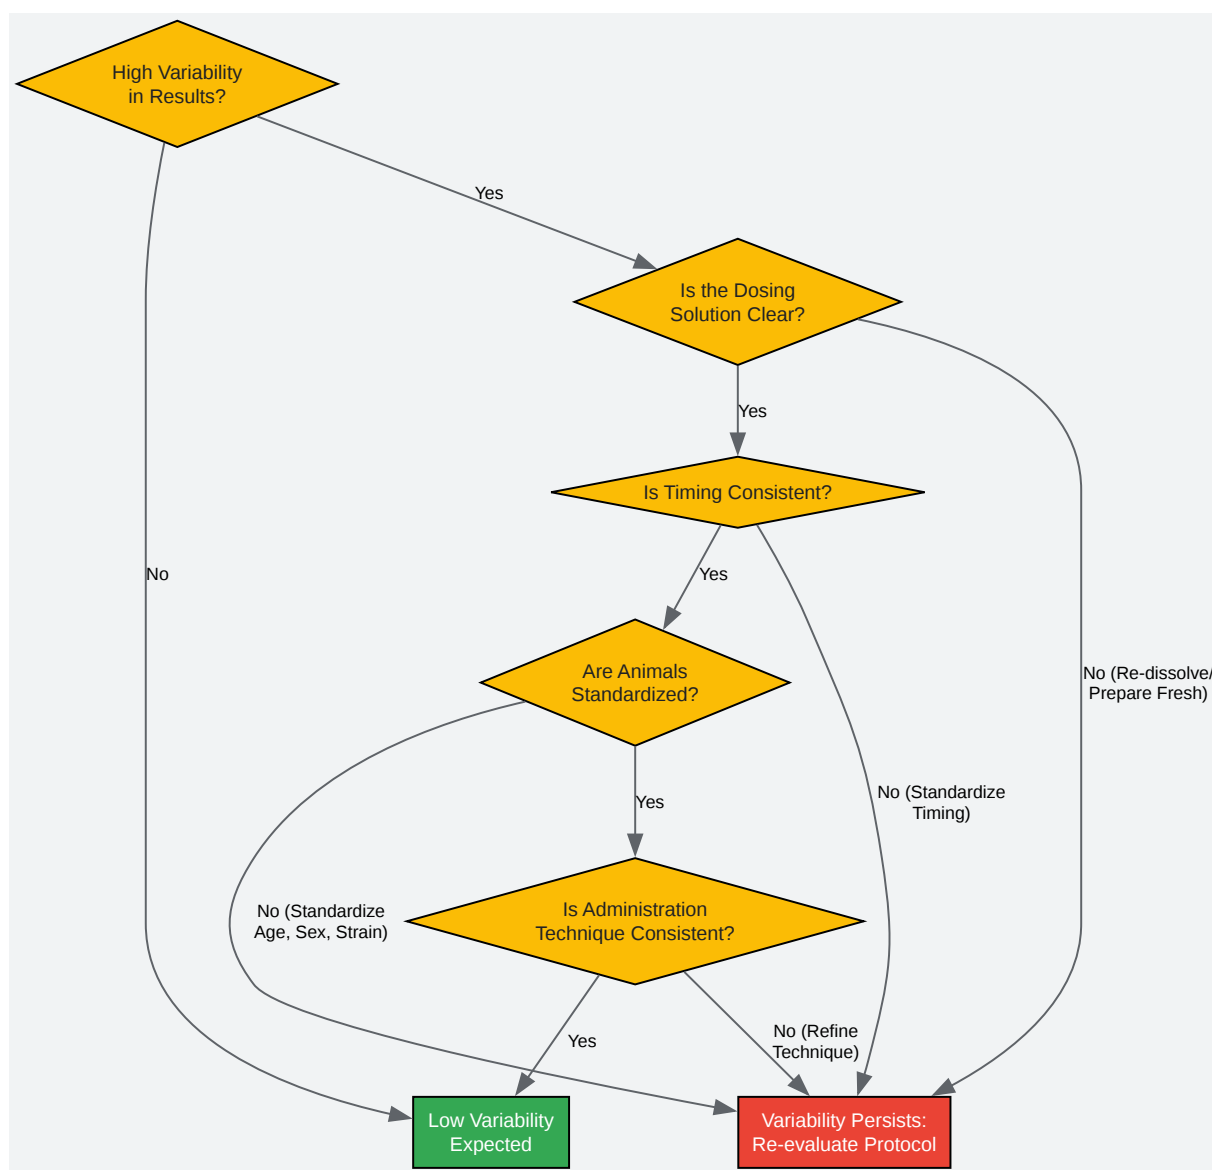 High Variability
in Results?
Yes
Is the Dosing
Solution Clear?
Yes
Is Timing Consistent?
No
Yes
Are Animals
Standardized?
No (Re-dissolve/
Prepare Fresh)
No (Standardize
Timing)
Yes
No (Standardize
Age, Sex, Strain)
Is Administration
Technique Consistent?
Yes
No (Refine
Technique)
Low Variability
Expected
Variability Persists:
Re-evaluate Protocol